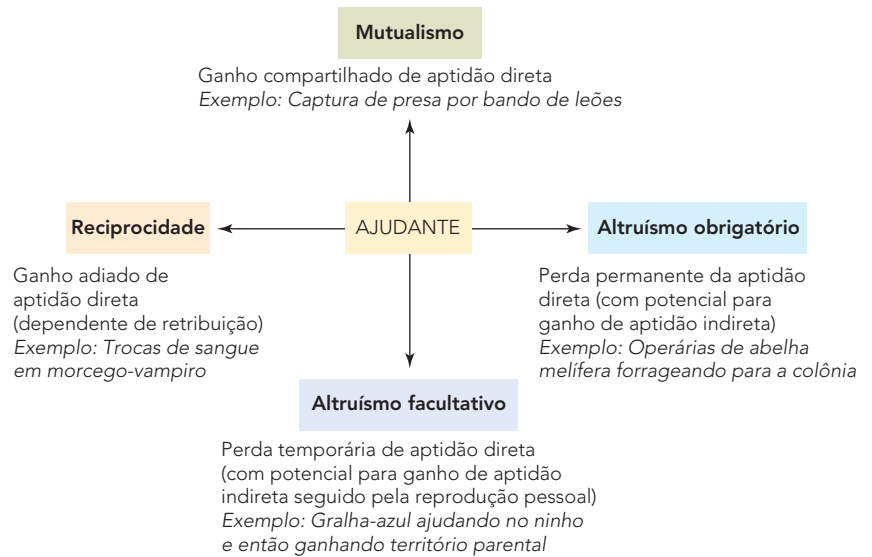 Mutualismo
Ganho compartilhado de aptidão direta
Exemplo: Captura de presa por bando de leões
Reciprocidade
AJUDANTE
Altruísmo obrigatório
Ganho adiado de
aptidão direta
(dependente de retribuição)
Exemplo: Trocas de sangue
em morcego-vampiro
Perda permanente da aptidão
direta (com potencial para
ganho de aptidão indireta)
Exemplo: Operárias de abelha
melífera forrageando para a colônia
Altruísmo facultativo
Perda temporária de aptidão direta
(com potencial para ganho de aptidão
indireta seguido pela reprodução pessoal)
Exemplo: Gralha-azul ajudando no ninho
e então ganhando território parental